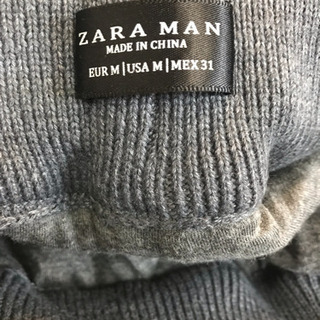 ZARA MAN
MADE IN CHINA
EUR M | USA M | MEX 31